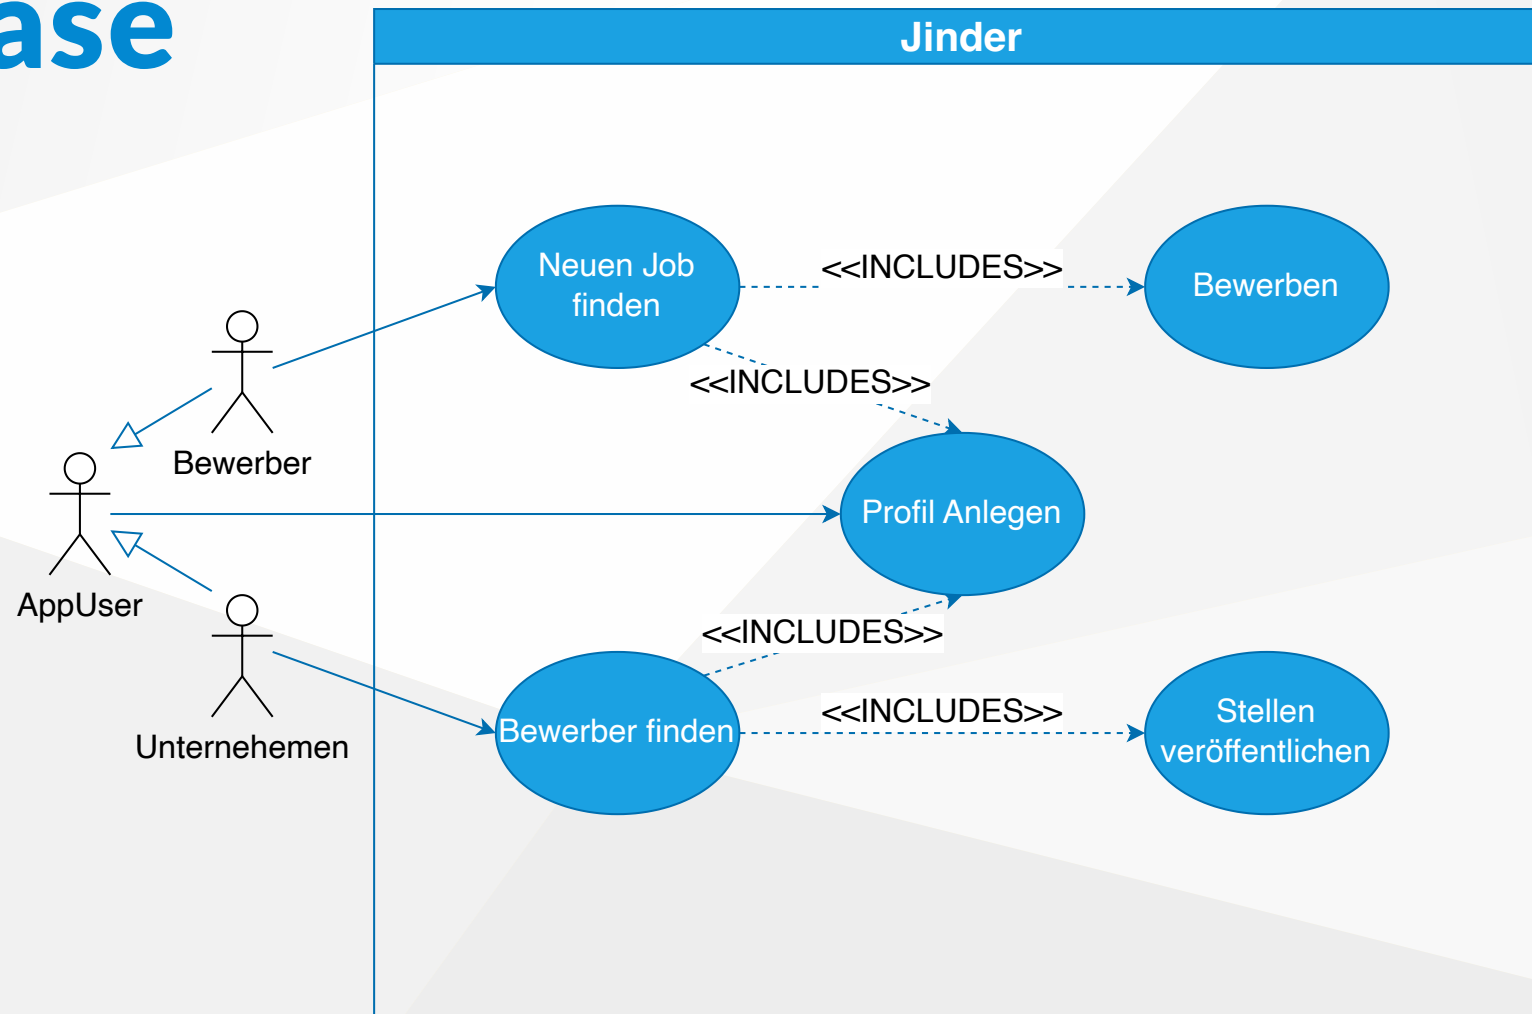 ase
Jinder
Neuen Job
finden
<<INCLUDES>>
Bewerben
<<INCLUDES>>
Bewerber
Profil Anlegen
AppUser
<<INCLUDES>>
Unternehemen
Bewerber finden
<<INCLUDES>>
Stellen
veröffentlichen